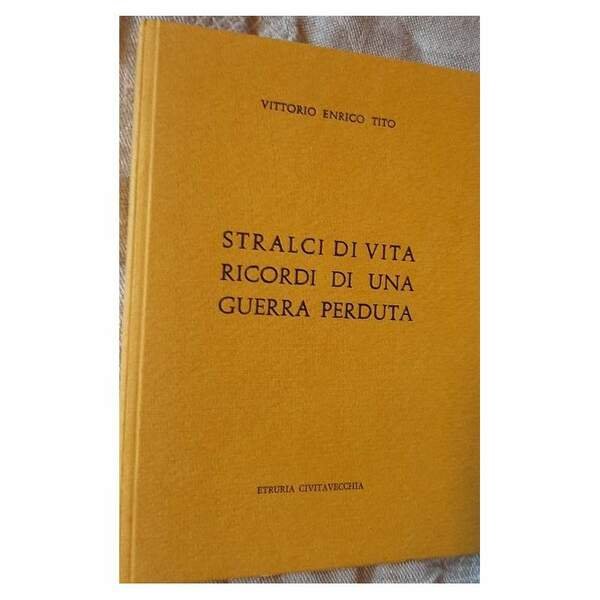 VITTORIO ENRICO TITO
STRALCI DI VITA
RICORDI DI UNA
GUERRA PERDUTA
ETRURIA CIVITAVECCHIA